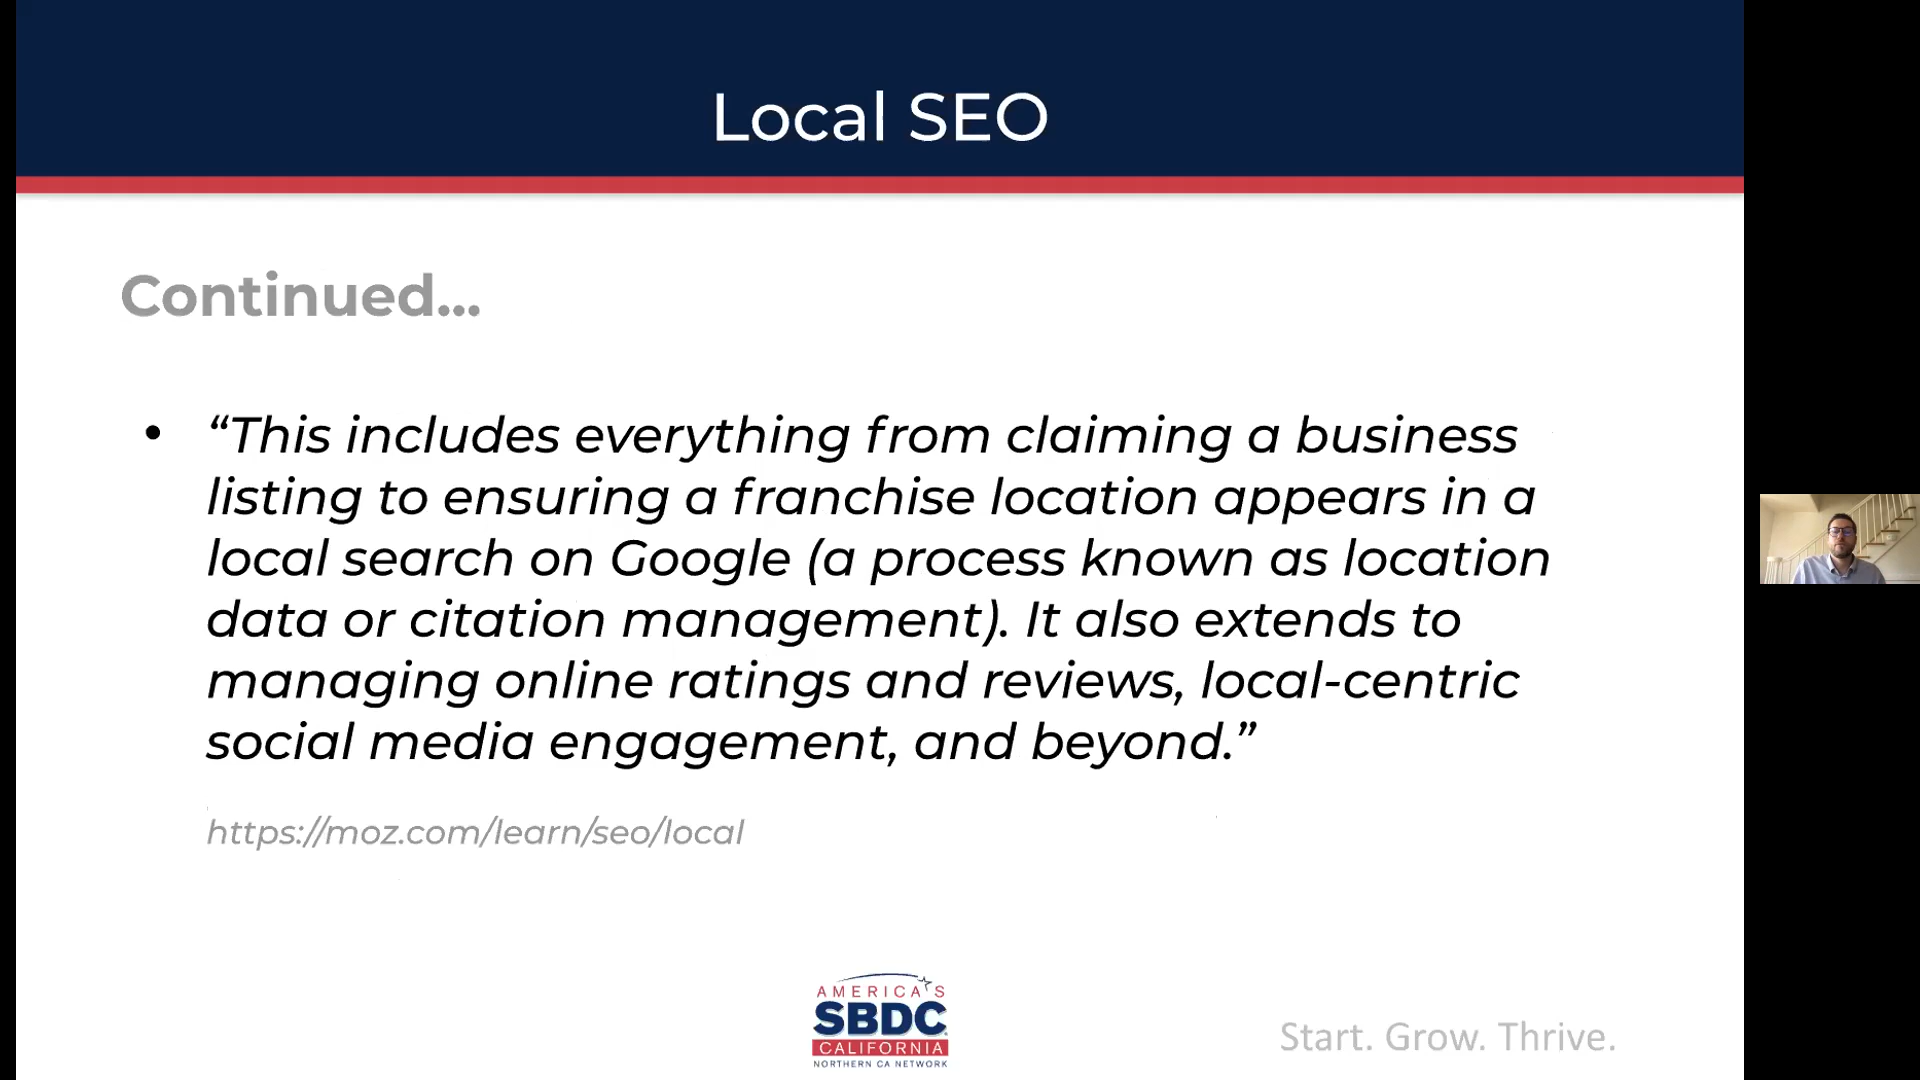 Local SEO
Continued...
• “This includes everything from claiming a business
listing to ensuring a franchise location appears in a
local search on Google (a process known as location
data or citation management). It also extends to
managing online ratings and reviews, local-centric
social media engagement, and beyond.”
https://moz.com/learn/seo/local
AMERICA'S
SBDC
CALIFORNIA
NORTHERN CA NETWORK
Start. Grow. Thrive.